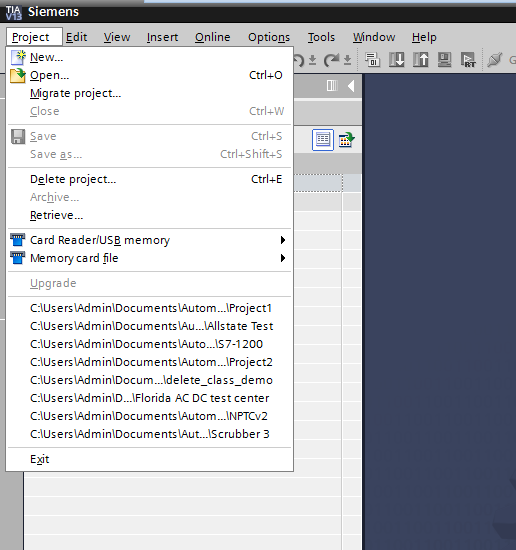 TIA V13 Siemens
Project Edit View Insert Online Options Tools Window Help
New...
Open... Ctrl+O
Migrate project...
Close Ctrl+W
Save Ctrl+S
Save as... Ctrl+Shift+S
Delete project... Ctrl+E
Archive...
Retrieve...
Card Reader/USB memory
Memory card file
Upgrade
C:\Users\Admin\Documents\Autom...\Project1
C:\Users\Admin\Documents\Au...\Allstate Test
C:\Users\Admin\Documents\Auto...\S7-1200
C:\Users\Admin\Documents\Autom...\Project2
C:\Users\Admin\Docum...\delete_class_demo
C:\Users\Admin\D...\Florida AC DC test center
C:\Users\Admin\Documents\Autom...\NPTCv2
C:\Users\Admin\Documents\Aut...\Scrubber 3
Exit
RT
G